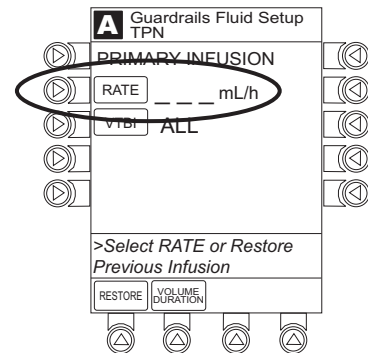 A Guardrails Fluid Setup
TPN
PRIMARY INFUSION
RATE _ _ _ mL/h
VTBI ALL
>Select RATE or Restore
Previous Infusion
RESTORE VOLUME
DURATION